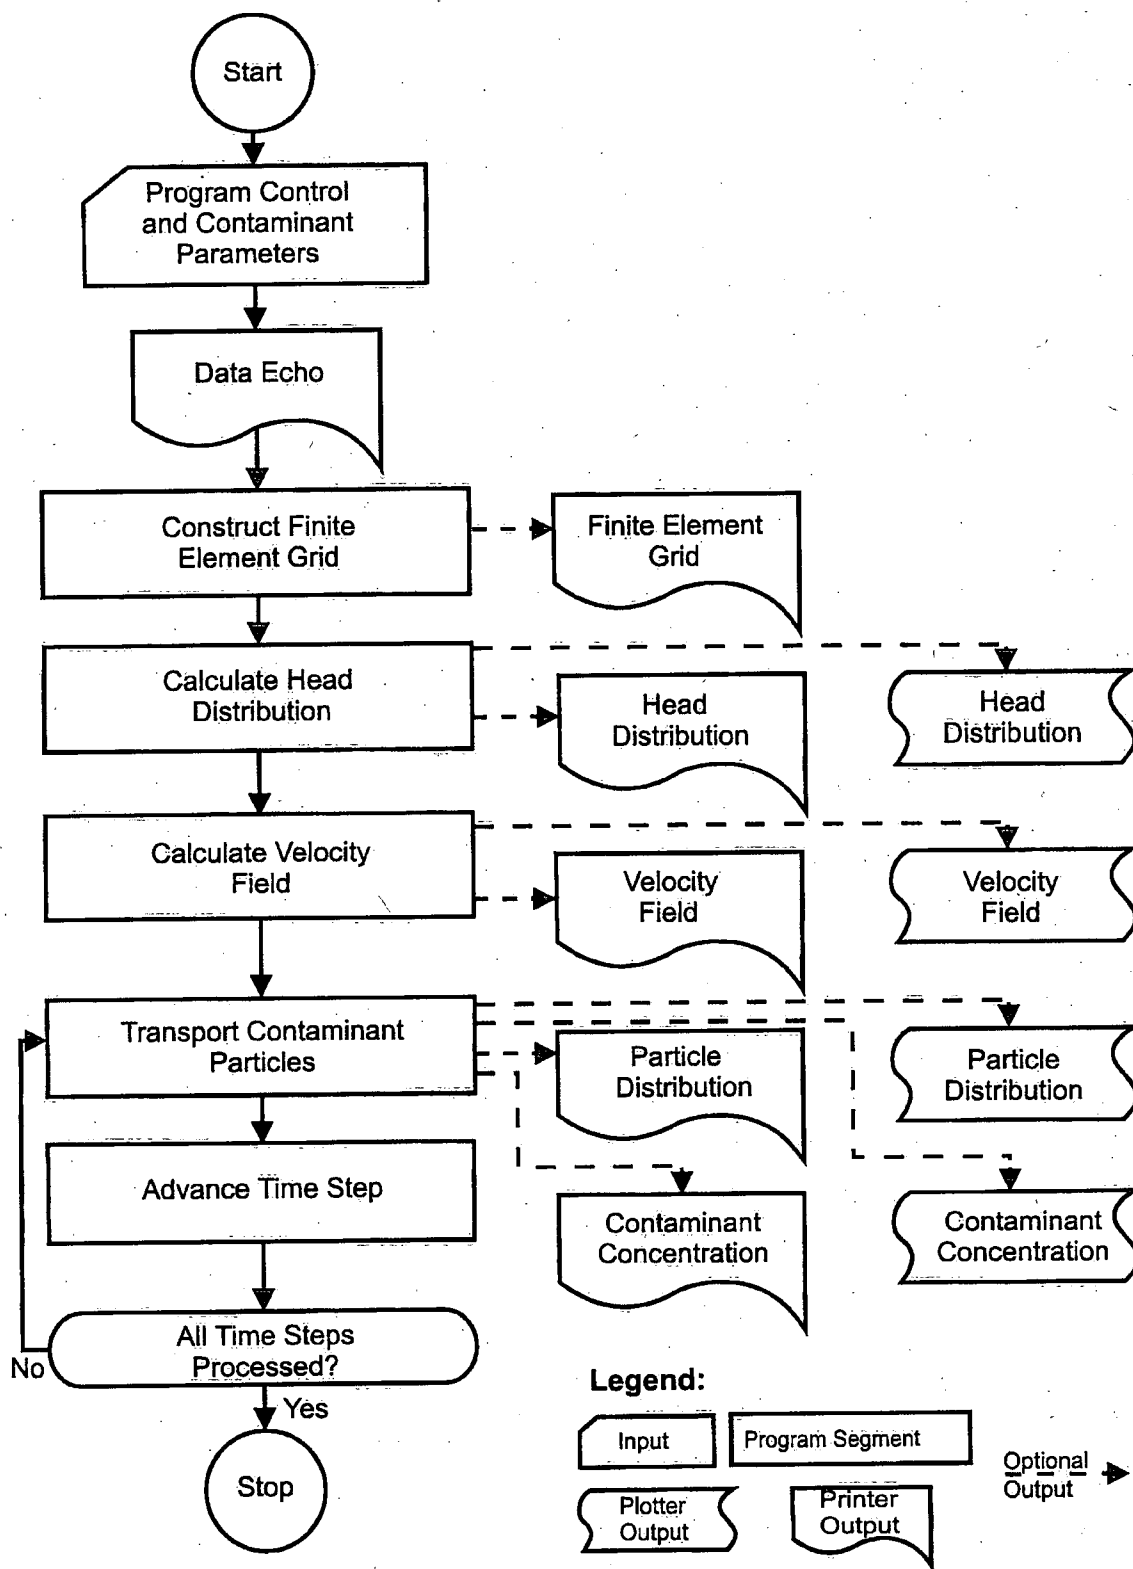 Start
Program Control
and Contaminant
Parameters
Data Echo
Construct Finite
Element Grid
Finite Element
Grid
Calculate Head
Distribution
Head
Distribution
Head
Distribution
Calculate Velocity
Field
Velocity
Field
Velocity
Field
Transport Contaminant
Particles
Particle
Distribution
Particle
Distribution
Advance Time Step
Contaminant
Concentration
Contaminant
Concentration
All Time Steps
Processed?
No
Yes
Stop
Legend:
Input
Program Segment
Optional
Output
Plotter
Output
Printer
Output